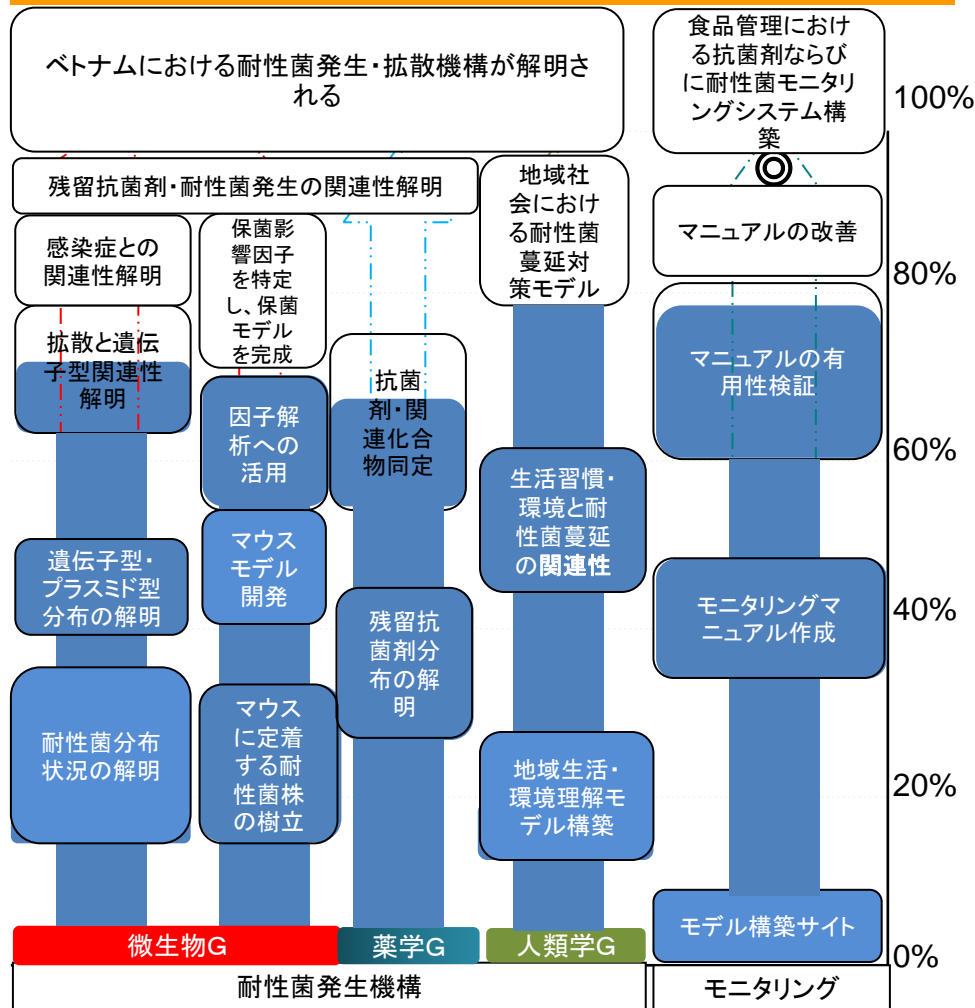 ベトナムにおける耐性菌発生・拡散機構が解明さ
れる
食品管理におけ
る抗菌剤ならび
に耐性菌モニタリ
ングシステム構
築
100%
残留抗菌剤・耐性菌発生の関連性解明
地域社
会におけ
る耐性菌
蔓延対
策モデル
マニュアルの改善
感染症との
関連性解明
保菌影
響因子
を特定
し、保菌
モデル
を完成
80%
拡散と遺伝
子型関連性
解明
抗菌
剤・関
連化合
物同定
マニュアルの有
用性検証
因子解
析への
活用
60%
生活習慣・
環境と耐
性菌蔓延
の関連性
マウス
モデル
開発
遺伝子型・
プラスミド型
分布の解明
モニタリングマ
ニュアル作成
40%
残留抗
菌剤分
布の解
明
耐性菌分布
状況の解明
マウス
に定着
する耐
性菌株
の樹立
地域生活・
環境理解モ
デル構築
20%
モデル構築サイト
0%
微生物G
薬学G
人類学G
耐性菌発生機構
モニタリング